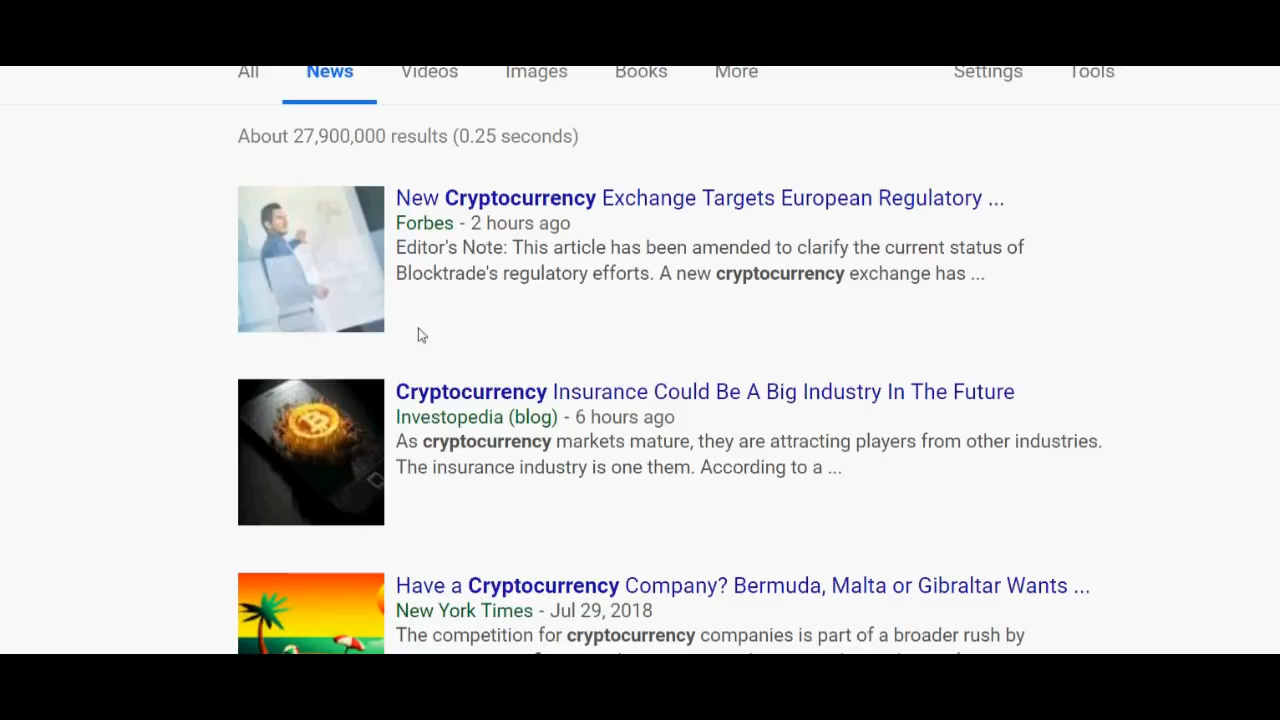 All News Videos Images Books More Settings Tools
About 27,900,000 results (0.25 seconds)
New Cryptocurrency Exchange Targets European Regulatory ...
Forbes - 2 hours ago
Editor's Note: This article has been amended to clarify the current status of
Blocktrade's regulatory efforts. A new cryptocurrency exchange has ...
Cryptocurrency Insurance Could Be A Big Industry In The Future
Investopedia (blog) - 6 hours ago
As cryptocurrency markets mature, they are attracting players from other industries.
The insurance industry is one them. According to a ...
Have a Cryptocurrency Company? Bermuda, Malta or Gibraltar Wants ...
New York Times - Jul 29, 2018
The competition for cryptocurrency companies is part of a broader rush by